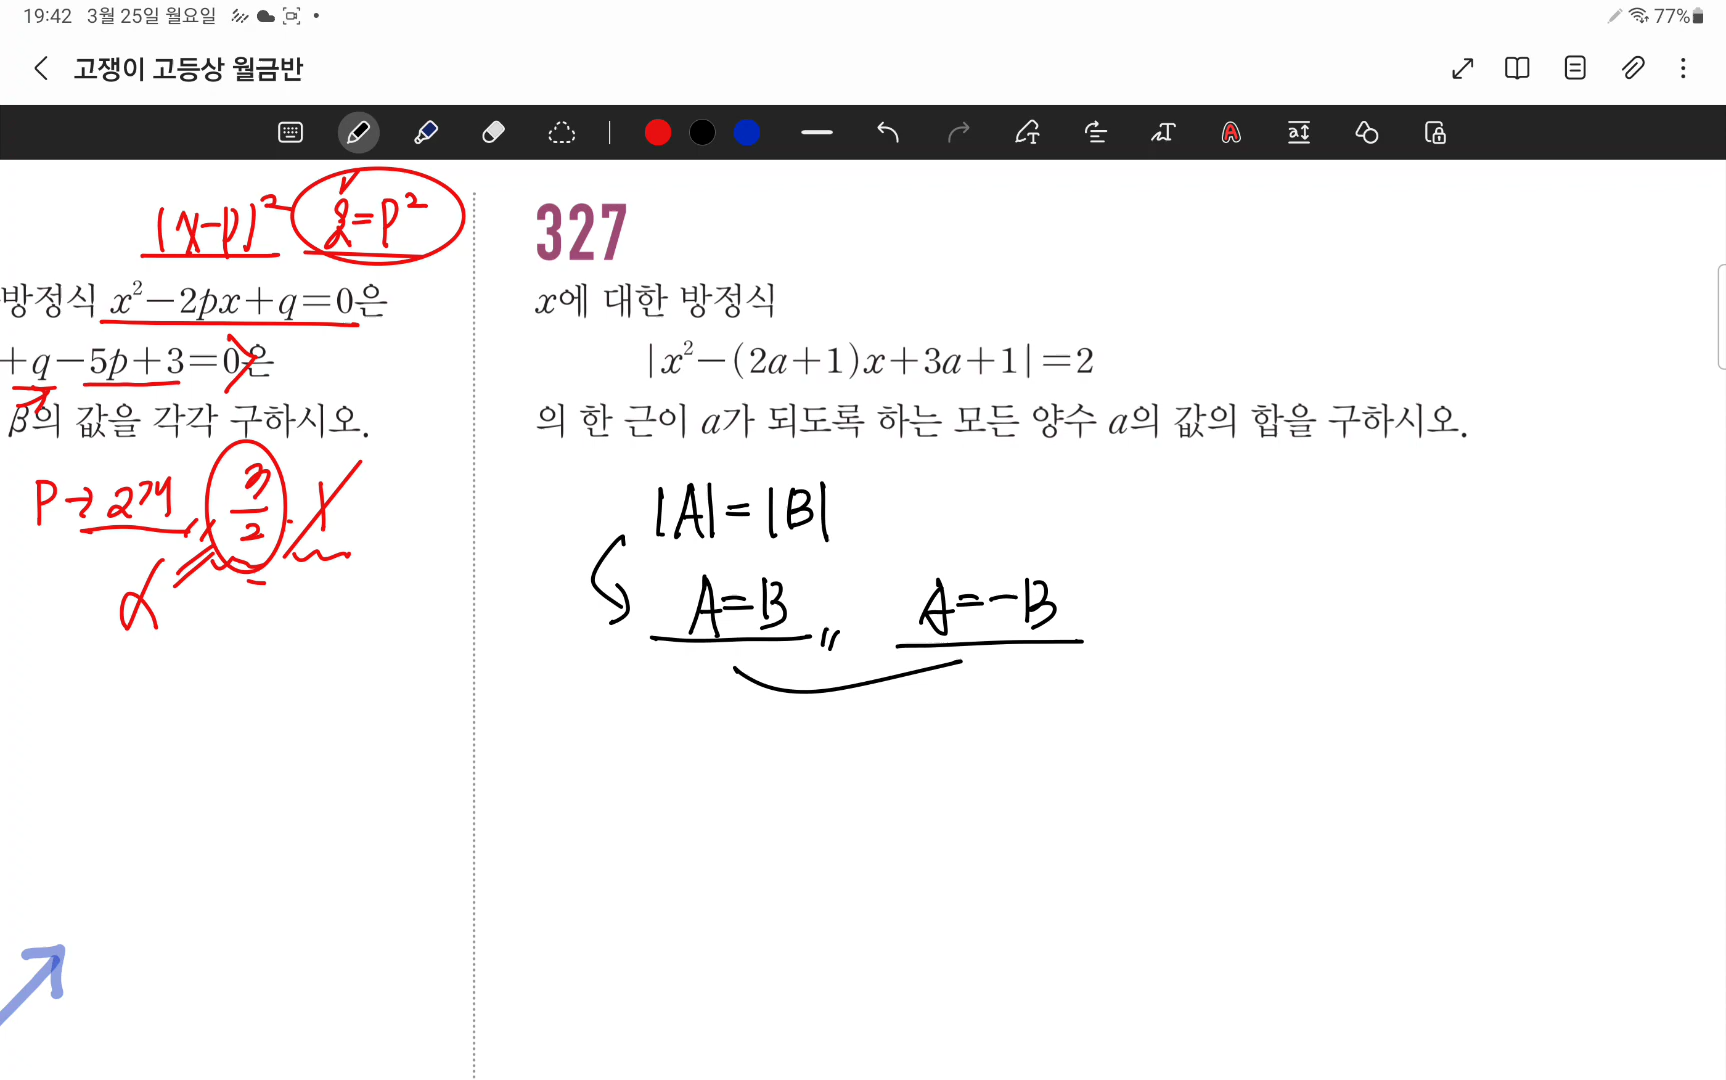 19:42 3월 25일 월요일
77%
고쟁이 고등상 월금반
(x-p)² q=p²
방정식 x²-2px+q=0은
+q-5p+3=0은
β의 값을 각각 구하시오.
P→2개
3/2, 1
α
327
x에 대한 방정식
|x²-(2a+1)x+3a+1|=2
의 한 근이 a가 되도록 하는 모든 양수 a의 값의 합을 구하시오.
|A|=|B|
A=B A=-B